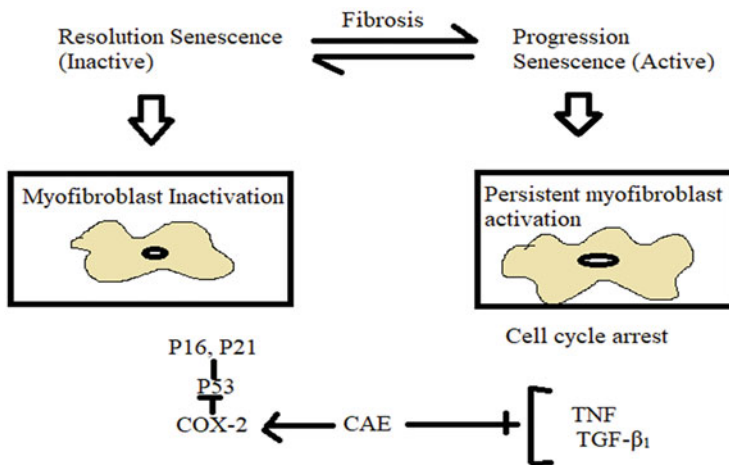 Fibrosis
Resolution Senescence
(Inactive)
Progression
Senescence (Active)
Myofibroblast Inactivation
Persistent myofibroblast
activation
Cell cycle arrest
P16, P21
P53
COX-2
CAE
TNF
TGF-β₁